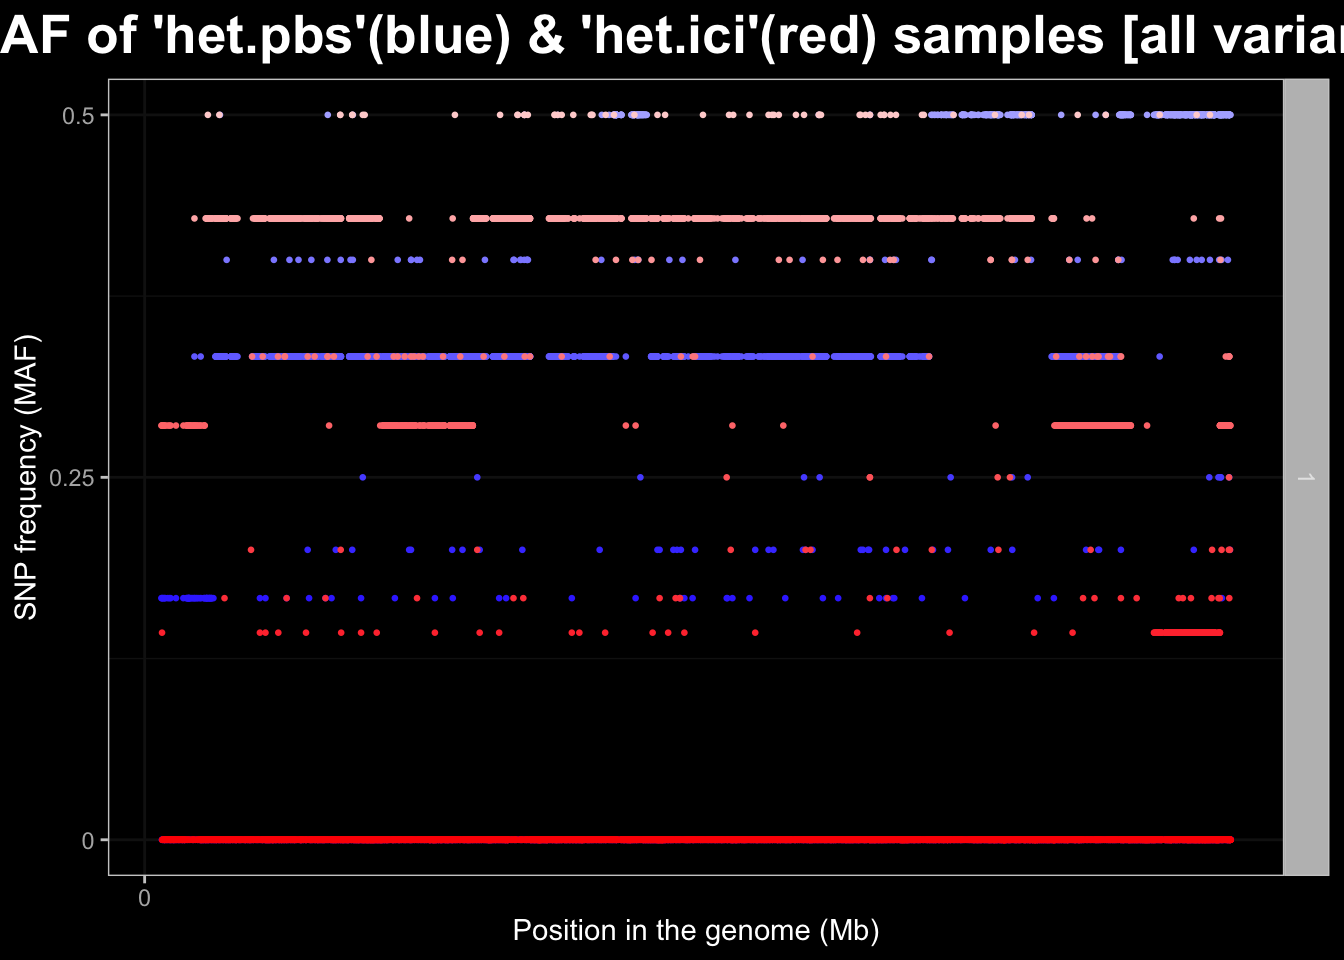 AF of 'het.pbs'(blue) & 'het.ici'(red) samples [all varian
SNP frequency (MAF)
0.5
0.25
0
1
0
Position in the genome (Mb)